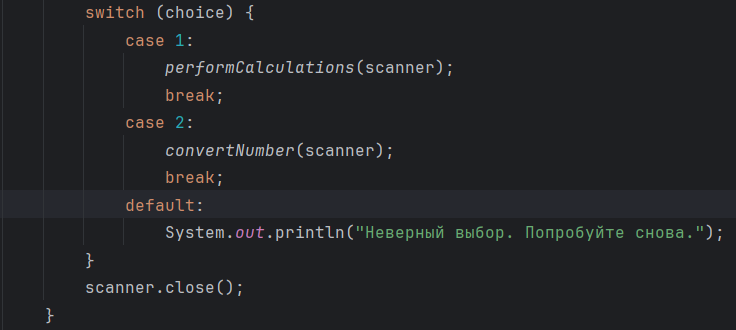 switch (choice) {
case 1:
performCalculations(scanner);
break;
case 2:
convertNumber(scanner);
break;
default:
System.out.println("Неверный выбор. Попробуйте снова.");
}
scanner.close();
}